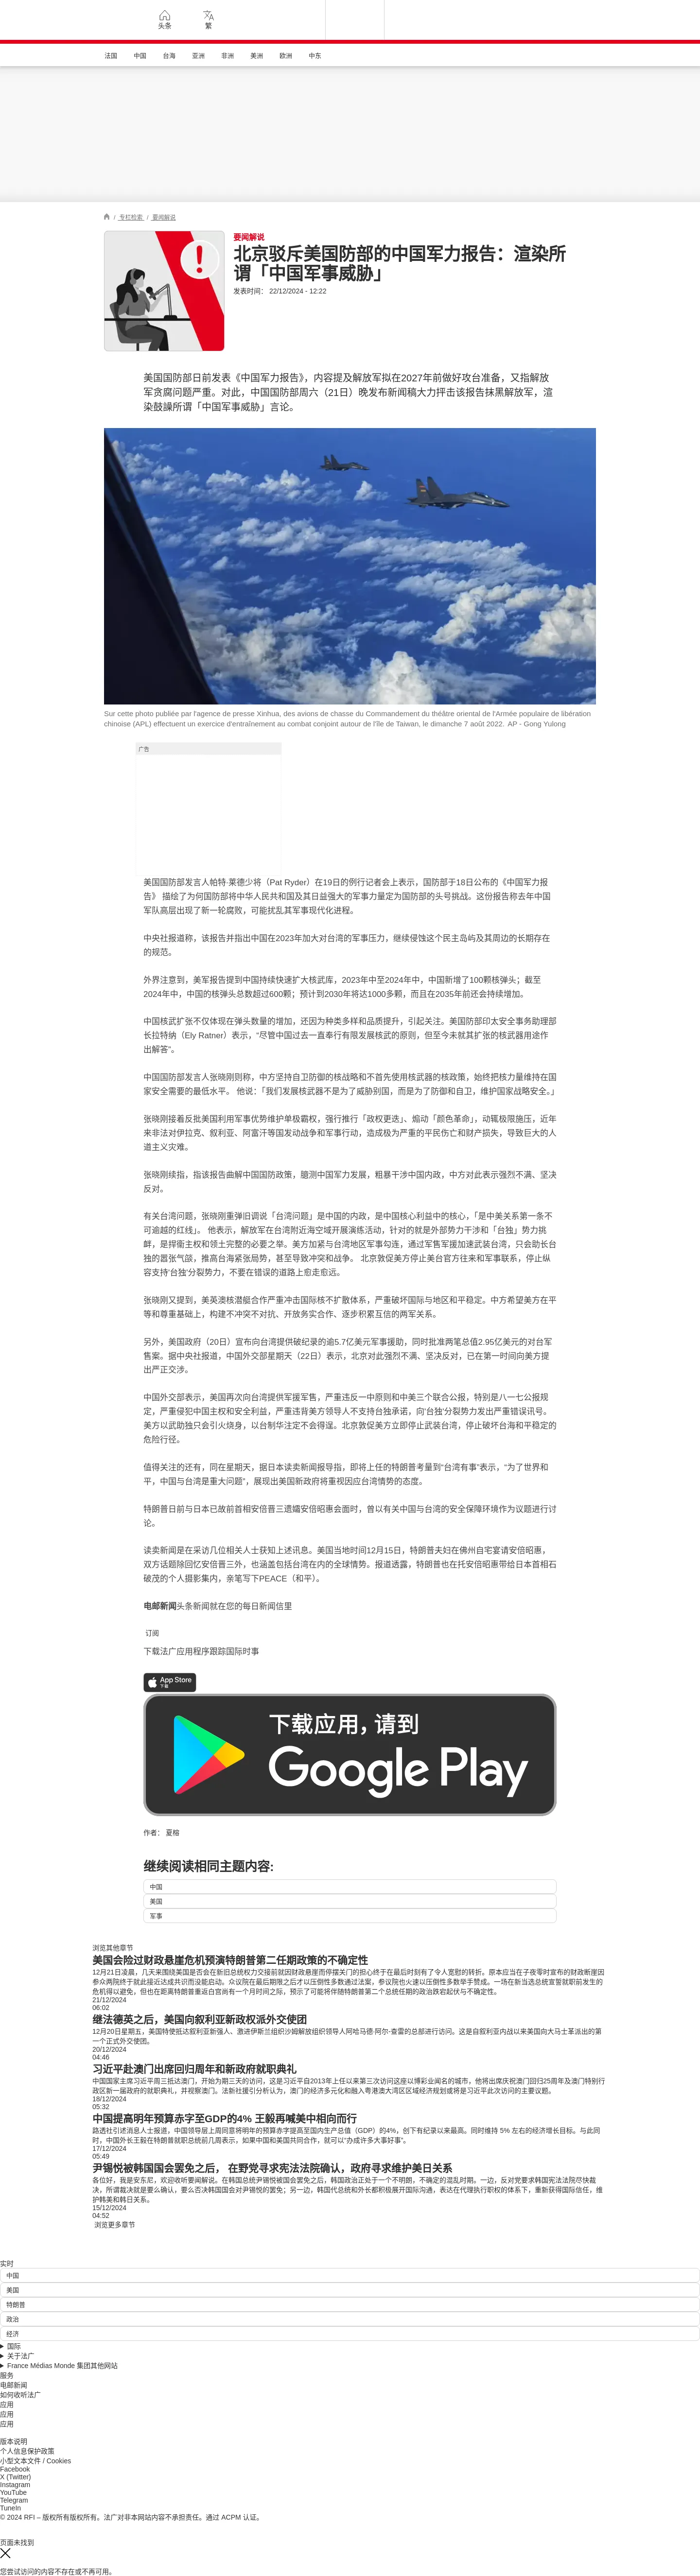 头条
繁
法国 中国 台海 亚洲 非洲 美洲 欧洲 中东
/ 专栏检索 / 要闻解说
要闻解说
北京驳斥美国防部的中国军力报告：渲染所
谓「中国军事威胁」
发表时间： 22/12/2024 - 12:22
美国国防部日前发表《中国军力报告》，内容提及解放军拟在2027年前做好攻台准备，又指解放
军贪腐问题严重。对此，中国国防部周六（21日）晚发布新闻稿大力抨击该报告抹黑解放军，渲
染鼓譟所谓「中国军事威胁」言论。
Sur cette photo publiée par l'agence de presse Xinhua, des avions de chasse du Commandement du théâtre oriental de l'Armée populaire de libération
chinoise (APL) effectuent un exercice d'entraînement au combat conjoint autour de l'île de Taiwan, le dimanche 7 août 2022. AP - Gong Yulong
广告
美国国防部发言人帕特·莱德少将（Pat Ryder）在19日的例行记者会上表示，国防部于18日公布的《中国军力报
告》 描绘了为何国防部将中华人民共和国及其日益强大的军事力量定为国防部的头号挑战。这份报告称去年中国
军队高层出现了新一轮腐败，可能扰乱其军事现代化进程。
中央社报道称，该报告并指出中国在2023年加大对台湾的军事压力，继续侵蚀这个民主岛屿及其周边的长期存在
的规范。
外界注意到，美军报告提到中国持续快速扩大核武库，2023年中至2024年中，中国新增了100颗核弹头；截至
2024年中，中国的核弹头总数超过600颗；预计到2030年将达1000多颗，而且在2035年前还会持续增加。
中国核武扩张不仅体现在弹头数量的增加，还因为种类多样和品质提升，引起关注。美国防部印太安全事务助理部
长拉特纳（Ely Ratner）表示，“尽管中国过去一直奉行有限发展核武的原则，但至今未就其扩张的核武器用途作
出解答”。
中国国防部发言人张晓刚则称，中方坚持自卫防御的核战略和不首先使用核武器的核政策，始终把核力量维持在国
家安全需要的最低水平。 他说：「我们发展核武器不是为了威胁别国，而是为了防御和自卫，维护国家战略安全。」
张晓刚接着反批美国利用军事优势维护单极霸权，强行推行「政权更迭」、煽动「颜色革命」，动辄极限施压，近年
来非法对伊拉克、叙利亚、阿富汗等国发动战争和军事行动，造成极为严重的平民伤亡和财产损失，导致巨大的人
道主义灾难。
张晓刚续指，指该报告曲解中国国防政策，臆测中国军力发展，粗暴干涉中国内政，中方对此表示强烈不满、坚决
反对。
有关台湾问题，张晓刚重弹旧调说「台湾问题」是中国的内政，是中国核心利益中的核心，「是中美关系第一条不
可逾越的红线」。 他表示，解放军在台湾附近海空域开展演练活动，针对的就是外部势力干涉和「台独」势力挑
衅，是捍衞主权和领土完整的必要之举。美方加紧与台湾地区军事勾连，通过军售军援加速武装台湾，只会助长台
独的嚣张气燄，推高台海紧张局势，甚至导致冲突和战争。 北京敦促美方停止美台官方往来和军事联系，停止纵
容支持‘台独’分裂势力，不要在错误的道路上愈走愈远。
张晓刚又提到，美英澳核潜艇合作严重冲击国际核不扩散体系，严重破坏国际与地区和平稳定。中方希望美方在平
等和尊重基础上，构建不冲突不对抗、开放务实合作、逐步积累互信的两军关系。
另外，美国政府（20日）宣布向台湾提供破纪录的逾5.7亿美元军事援助，同时批准两笔总值2.95亿美元的对台军
售案。据中央社报道，中国外交部星期天（22日）表示，北京对此强烈不满、坚决反对，已在第一时间向美方提
出严正交涉。
中国外交部表示，美国再次向台湾提供军援军售，严重违反一中原则和中美三个联合公报，特别是八一七公报规
定，严重侵犯中国主权和安全利益，严重违背美方领导人不支持台独承诺，向‘台独’分裂势力发出严重错误讯号。
美方以武助独只会引火烧身，以台制华注定不会得逞。北京敦促美方立即停止武装台湾，停止破坏台海和平稳定的
危险行径。
值得关注的还有，同在星期天，据日本读卖新闻报导指，即将上任的特朗普考量到“台湾有事”表示，“为了世界和
平，中国与台湾是重大问题”，展现出美国新政府将重视因应台湾情势的态度。
特朗普日前与日本已故前首相安倍晋三遗孀安倍昭惠会面时，曾以有关中国与台湾的安全保障环境作为议题进行讨
论。
读卖新闻是在采访几位相关人士获知上述讯息。美国当地时间12月15日，特朗普夫妇在佛州自宅宴请安倍昭惠，
双方话题除回忆安倍晋三外，也涵盖包括台湾在内的全球情势。报道透露，特朗普也在托安倍昭惠带给日本首相石
破茂的个人摄影集内，亲笔写下PEACE（和平）。
电邮新闻头条新闻就在您的每日新闻信里
订阅
下载法广应用程序跟踪国际时事
App Store
下载
下载应用，请到
Google Play
作者： 夏榕
继续阅读相同主题内容:
中国
美国
军事
浏览其他章节
美国会险过财政悬崖危机预演特朗普第二任期政策的不确定性
12月21日凌晨，几天来围绕美国是否会在新旧总统权力交接前就因财政悬崖而停摆关门的担心终于在最后时刻有了令人宽慰的转折。原本应当在子夜零时宣布的财政断崖因
参众两院终于就此接近达成共识而没能启动。众议院在最后期限之后才以压倒性多数通过法案，参议院也火速以压倒性多数举手赞成。一场在新当选总统宣誓就职前发生的
危机得以避免，但也在距离特朗普重返白宫尚有一个月时间之际，预示了可能将伴随特朗普第二个总统任期的政治跌宕起伏与不确定性。
21/12/2024
06:02
继法德英之后，美国向叙利亚新政权派外交使团
12月20日星期五，美国特使抵达叙利亚新强人、激进伊斯兰组织沙姆解放组织领导人阿哈马德·阿尔-查雷的总部进行访问。这是自叙利亚内战以来美国向大马士革派出的第
一个正式外交使团。
20/12/2024
04:46
习近平赴澳门出席回归周年和新政府就职典礼
中国国家主席习近平周三抵达澳门，开始为期三天的访问，这是习近平自2013年上任以来第三次访问这座以博彩业闻名的城市，他将出席庆祝澳门回归25周年及澳门特别行
政区新一届政府的就职典礼，并视察澳门。法新社援引分析认为，澳门的经济多元化和融入粤港澳大湾区区域经济规划或将是习近平此次访问的主要议题。
18/12/2024
05:32
中国提高明年预算赤字至GDP的4% 王毅再喊美中相向而行
路透社引述消息人士报道，中国领导层上周同意将明年的预算赤字提高至国内生产总值（GDP）的4%，创下有纪录以来最高。同时维持 5% 左右的经济增长目标。与此同
时，中国外长王毅在特朗普就职总统前几周表示，如果中国和美国共同合作，就可以“办成许多大事好事”。
17/12/2024
05:49
尹锡悦被韩国国会罢免之后， 在野党寻求宪法法院确认，政府寻求维护美日关系
各位好，我是安东尼，欢迎收听要闻解说。在韩国总统尹锡悦被国会罢免之后，韩国政治正处于一个不明朗，不确定的混乱时期。一边，反对党要求韩国宪法法院尽快裁
决，所谓裁决就是要么确认，要么否决韩国国会对尹锡悦的罢免；另一边，韩国代总统和外长都积极展开国际沟通，表达在代理执行职权的体系下，重新获得国际信任，维
护韩美和韩日关系。
15/12/2024
04:52
浏览更多章节
实时
中国
美国
特朗普
政治
经济
国际
关于法广
France Médias Monde 集团其他网站
服务
电邮新闻
如何收听法广
应用
应用
应用
版本说明
个人信息保护政策
小型文本文件 / Cookies
Facebook
X (Twitter)
Instagram
YouTube
Telegram
TuneIn
© 2024 RFI – 版权所有版权所有。法广对非本网站内容不承担责任。通过 ACPM 认证。
页面未找到
您尝试访问的内容不存在或不再可用。